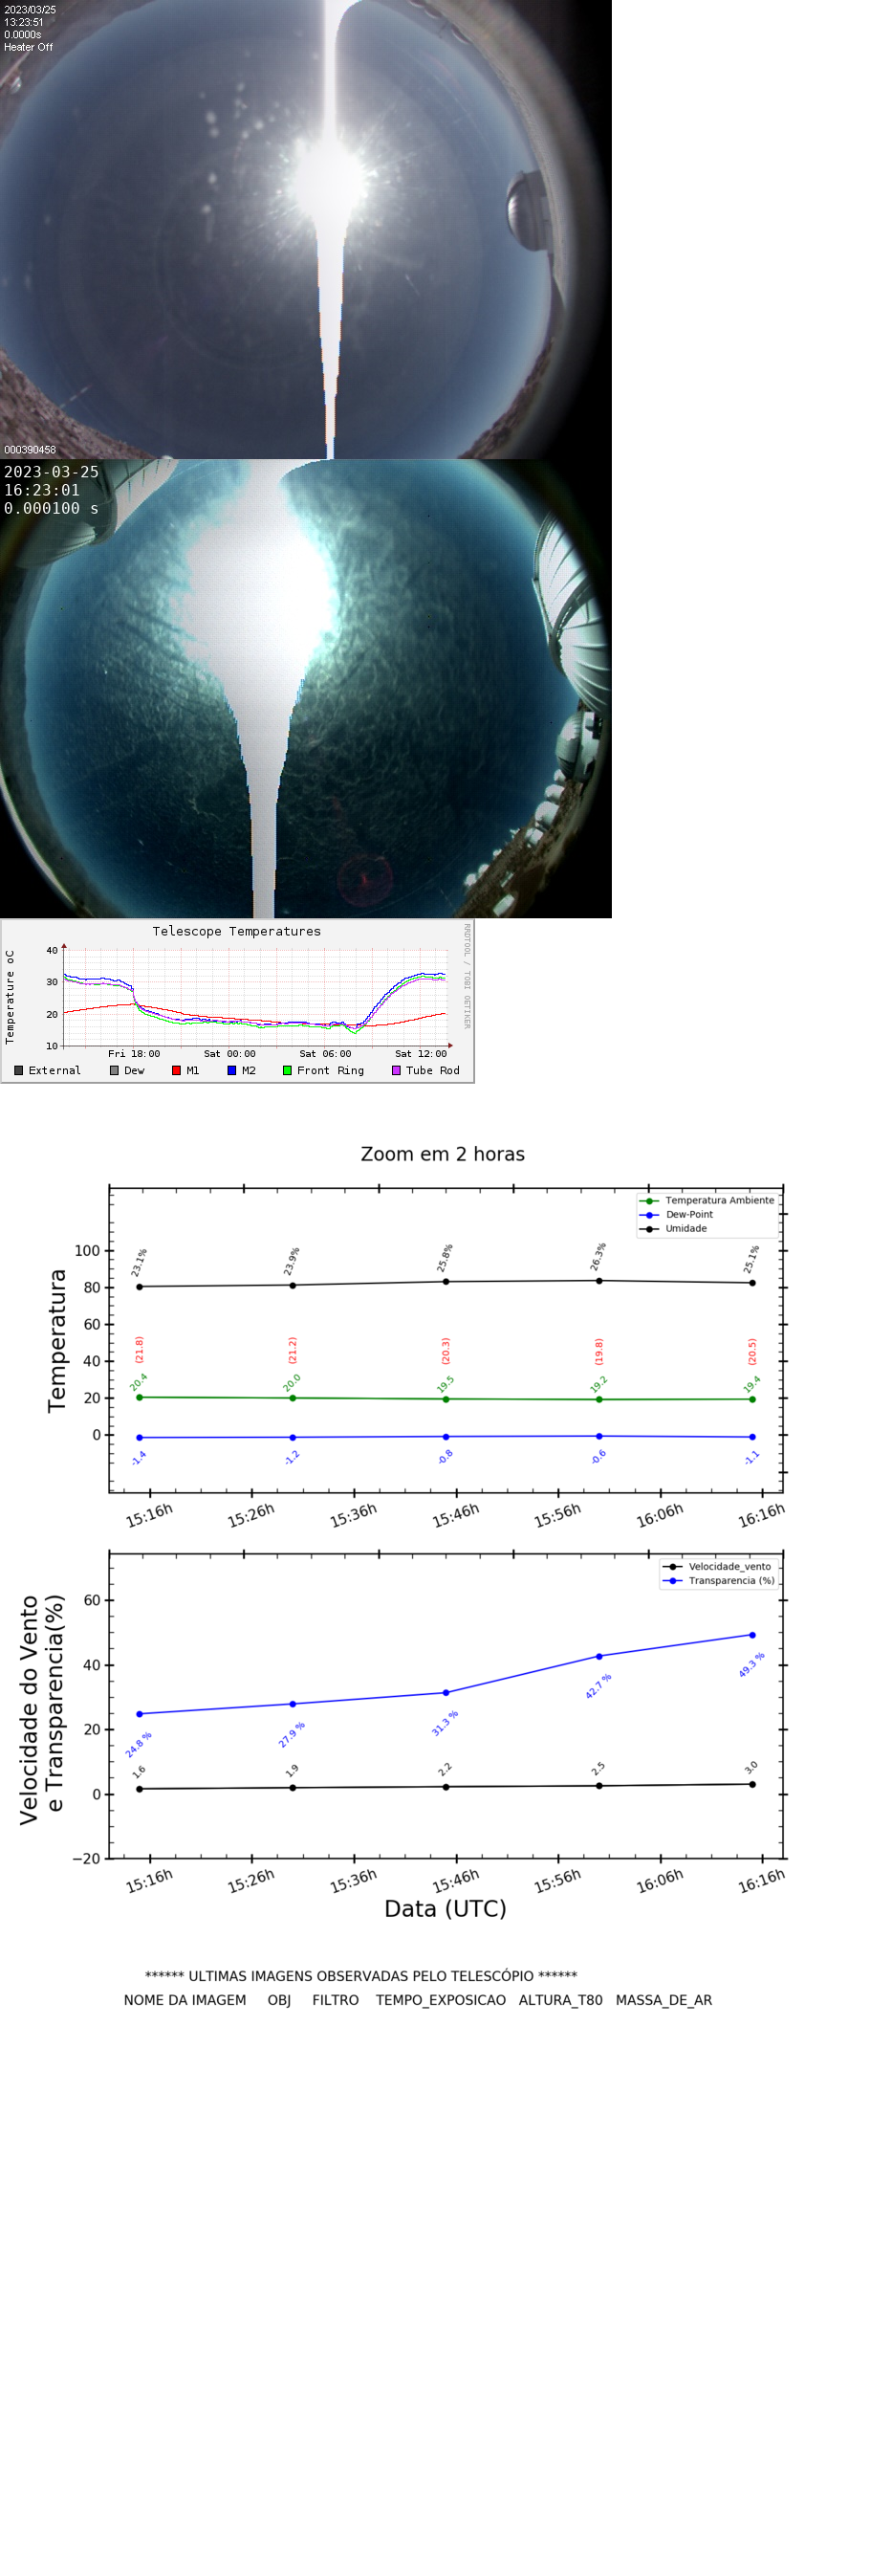 2023/03/25
13:23:51
0.0000s
Heater Off
000390458
2023-03-25
16:23:01
0.000100 s
Telescope Temperatures
RRDTOOL / TOBI OETIKER
Temperature oC
40
30
20
10
Fri 18:00 Sat 00:00 Sat 06:00 Sat 12:00
External Dew M1 M2 Front Ring Tube Rod
Zoom em 2 horas
Temperatura Ambiente
Dew-Point
Umidade
Temperatura
100
80
60
40
20
0
23.1% 23.9% 25.8% 26.3% 25.1%
(21.8) (21.2) (20.3) (19.8) (20.5)
20.4 20.0 19.5 19.2 19.4
-1.4 -1.2 -0.8 -0.6 -1.1
15:16h 15:26h 15:36h 15:46h 15:56h 16:06h 16:16h
Velocidade_vento
Transparencia (%)
Velocidade do Vento
e Transparencia(%)
60
40
20
0
−20
24.8 % 27.9 % 31.3 % 42.7 % 49.3 %
1.6 1.9 2.2 2.5 3.0
15:16h 15:26h 15:36h 15:46h 15:56h 16:06h 16:16h
Data (UTC)
****** ULTIMAS IMAGENS OBSERVADAS PELO TELESCÓPIO ******
NOME DA IMAGEM OBJ FILTRO TEMPO_EXPOSICAO ALTURA_T80 MASSA_DE_AR